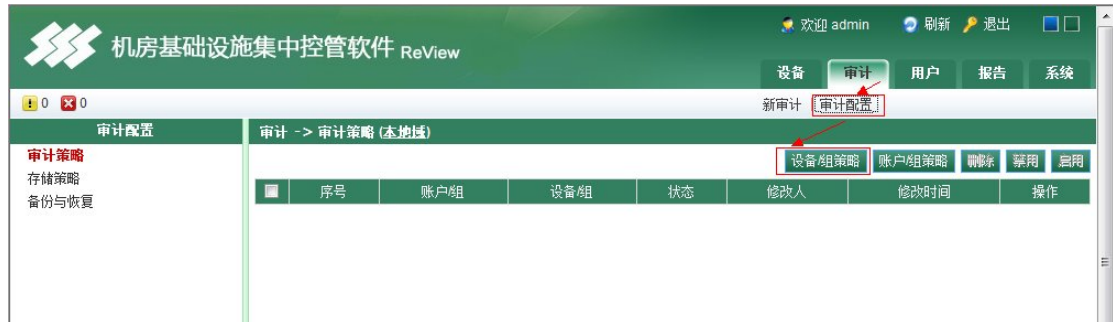 机房基础设施集中控管软件 ReView
欢迎 admin 刷新 退出
设备 审计 用户 报告 系统
0 0
新审计 审计配置
审计配置
审计 -> 审计策略 (本地域)
审计策略
存储策略
备份与恢复
设备/组策略 账户/组策略 删除 禁用 启用
序号 账户/组 设备/组 状态 修改人 修改时间 操作